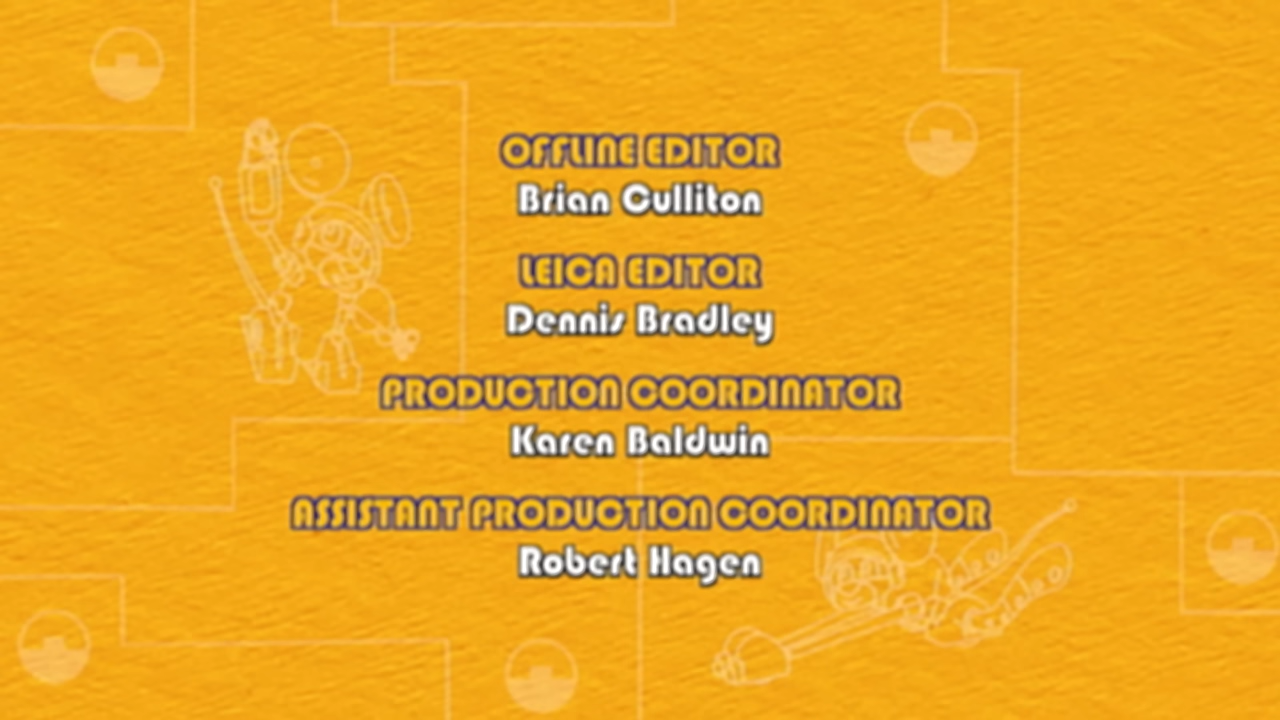 OFFLINE EDITOR
Brian Culliton
LEICA EDITOR
Dennis Bradley
PRODUCTION COORDINATOR
Karen Baldwin
ASSISTANT PRODUCTION COORDINATOR
Robert Hagen